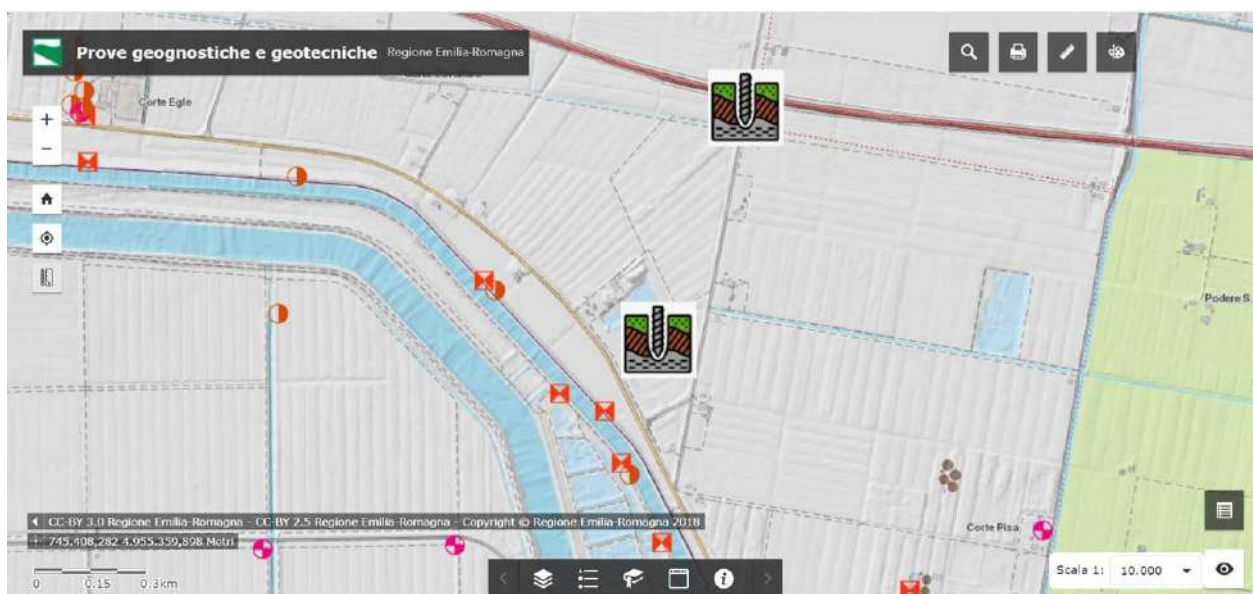 Prove geognostiche e geotecniche Regione Emilia-Romagna
Corte Egle
+
−
Podere S.
Corte Pisa
CC-BY 3.0 Regione Emilia-Romagna - CC-BY 2.5 Regione Emilia-Romagna - Copyright © Regione Emilia-Romagna 2018
745.408,282 4.955.359,898 Metri
0 0.15 0.3km
Scala 1: 10.000